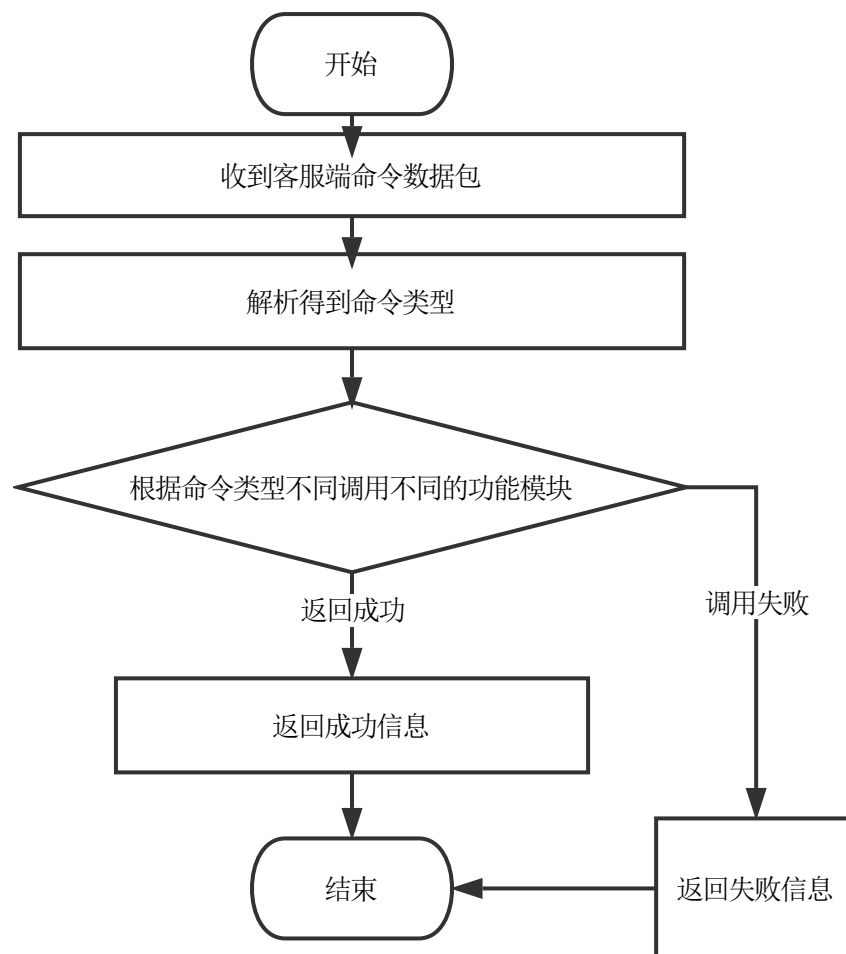 开始
收到客服端命令数据包
解析得到命令类型
根据命令类型不同调用不同的功能模块
返回成功
调用失败
返回成功信息
结束
返回失败信息